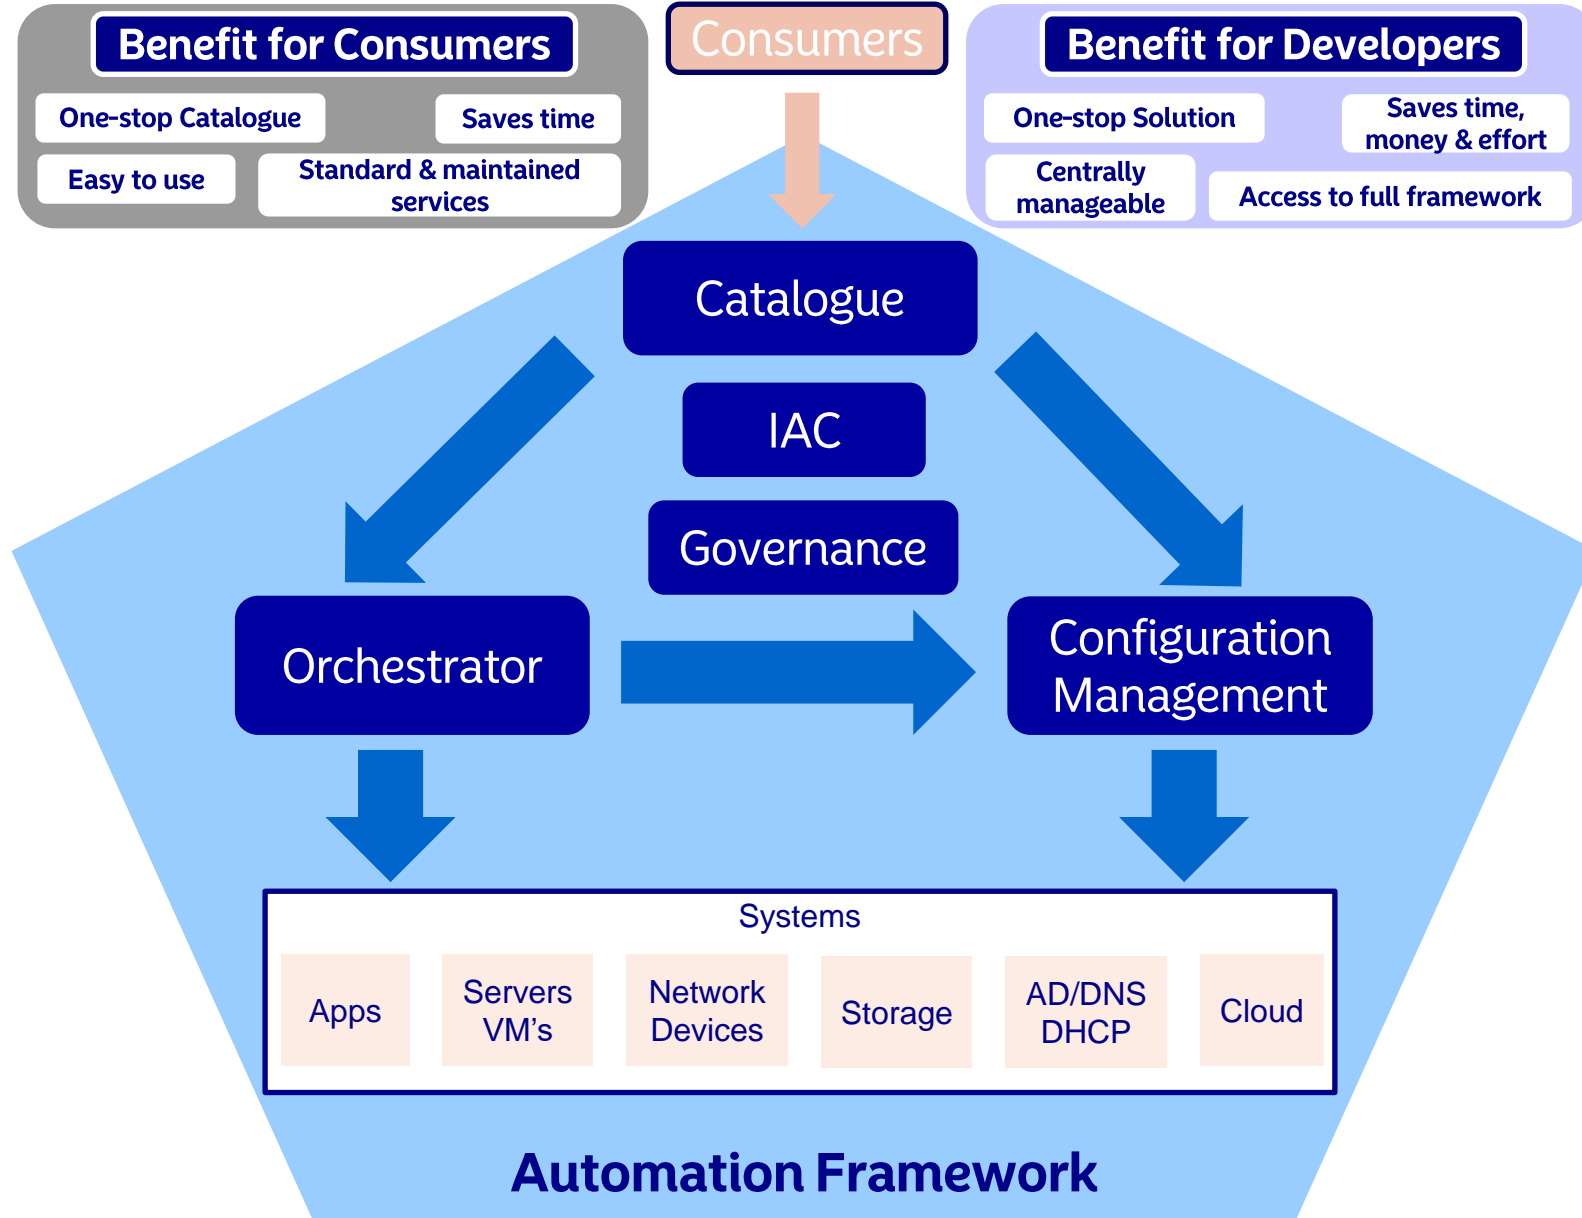 Benefit for Consumers
One-stop Catalogue
Saves time
Easy to use
Standard & maintained
services
Consumers
Benefit for Developers
One-stop Solution
Saves time,
money & effort
Centrally
manageable
Access to full framework
Catalogue
IAC
Governance
Orchestrator
Configuration
Management
Systems
Apps
Servers
VM’s
Network
Devices
Storage
AD/DNS
DHCP
Cloud
Automation Framework